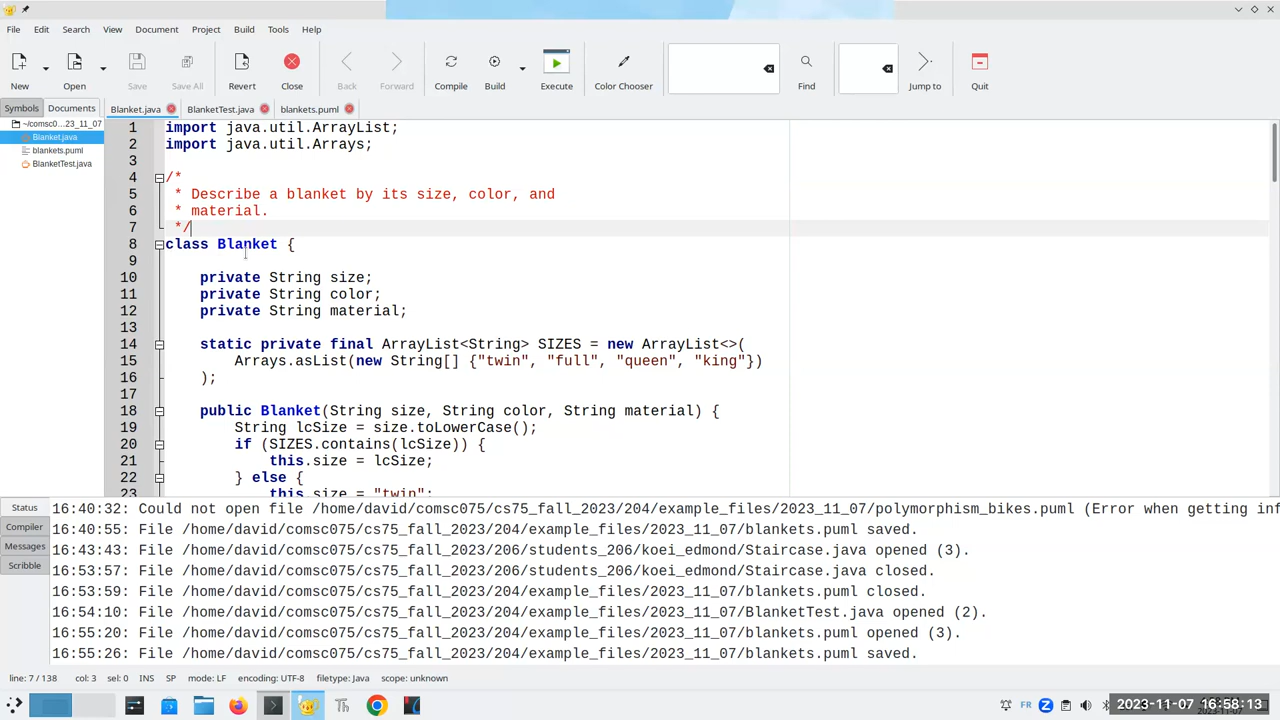 File Edit Search View Document Project Build Tools Help
New Open Save Save All Revert Close Back Forward Compile Build Execute Color Chooser Find Jump to Quit
Symbols Documents Blanket.java BlanketTest.java blankets.puml
~/comsc0...23_11_07
Blanket.java
blankets.puml
BlanketTest.java
1 import java.util.ArrayList;
2 import java.util.Arrays;
3
4 /*
5 * Describe a blanket by its size, color, and
6 * material.
7 */
8 class Blanket {
9
10 private String size;
11 private String color;
12 private String material;
13
14 static private final ArrayList<String> SIZES = new ArrayList<>(
15 Arrays.asList(new String[] {"twin", "full", "queen", "king"})
16 );
17
18 public Blanket(String size, String color, String material) {
19 String lcSize = size.toLowerCase();
20 if (SIZES.contains(lcSize)) {
21 this.size = lcSize;
22 } else {
23 this.size = "twin";
Status
Compiler
Messages
Scribble
16:40:32: Could not open file /home/david/comsc075/cs75_fall_2023/204/example_files/2023_11_07/polymorphism_bikes.puml (Error when getting inf
16:40:55: File /home/david/comsc075/cs75_fall_2023/204/example_files/2023_11_07/blankets.puml saved.
16:43:43: File /home/david/comsc075/cs75_fall_2023/206/students_206/koei_edmond/Staircase.java opened (3).
16:53:57: File /home/david/comsc075/cs75_fall_2023/206/students_206/koei_edmond/Staircase.java closed.
16:53:59: File /home/david/comsc075/cs75_fall_2023/204/example_files/2023_11_07/blankets.puml closed.
16:54:10: File /home/david/comsc075/cs75_fall_2023/204/example_files/2023_11_07/BlanketTest.java opened (2).
16:55:20: File /home/david/comsc075/cs75_fall_2023/204/example_files/2023_11_07/blankets.puml opened (3).
16:55:26: File /home/david/comsc075/cs75_fall_2023/204/example_files/2023_11_07/blankets.puml saved.
line: 7 / 138 col: 3 sel: 0 INS SP mode: LF encoding: UTF-8 filetype: Java scope: unknown
FR 2023-11-07 16:58:13